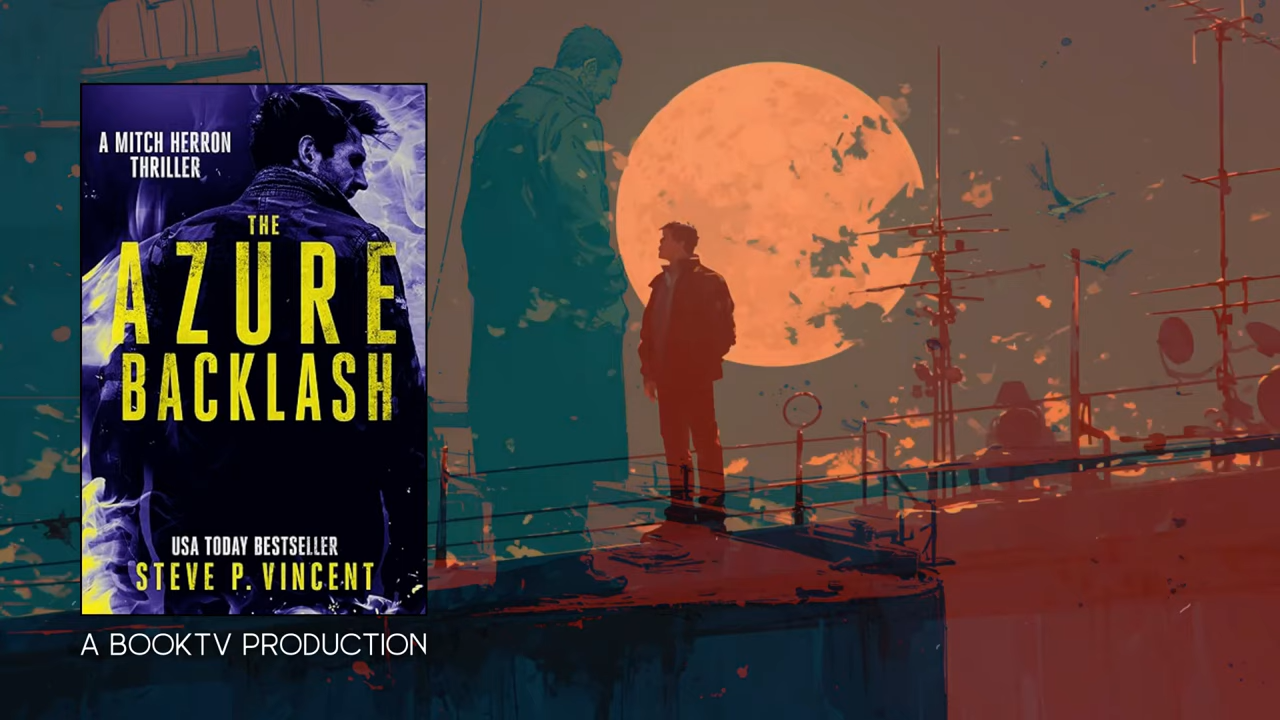 A MITCH HERRON
THRILLER
THE
AZURE
BACKLASH
USA TODAY BESTSELLER
STEVE P. VINCENT
A BOOKTV PRODUCTION